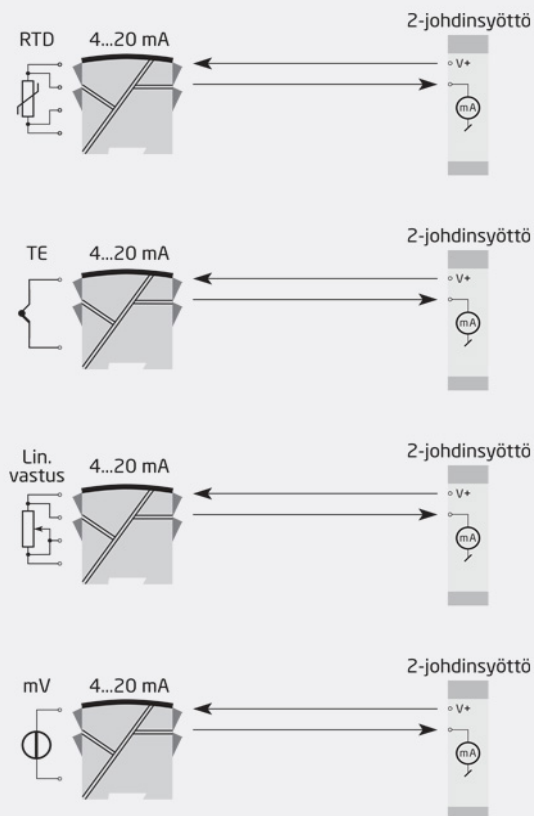 2-johdinsyöttö
RTD 4...20 mA
V+
mA
2-johdinsyöttö
TE 4...20 mA
V+
mA
2-johdinsyöttö
Lin.
vastus 4...20 mA
V+
mA
2-johdinsyöttö
mV 4...20 mA
V+
mA